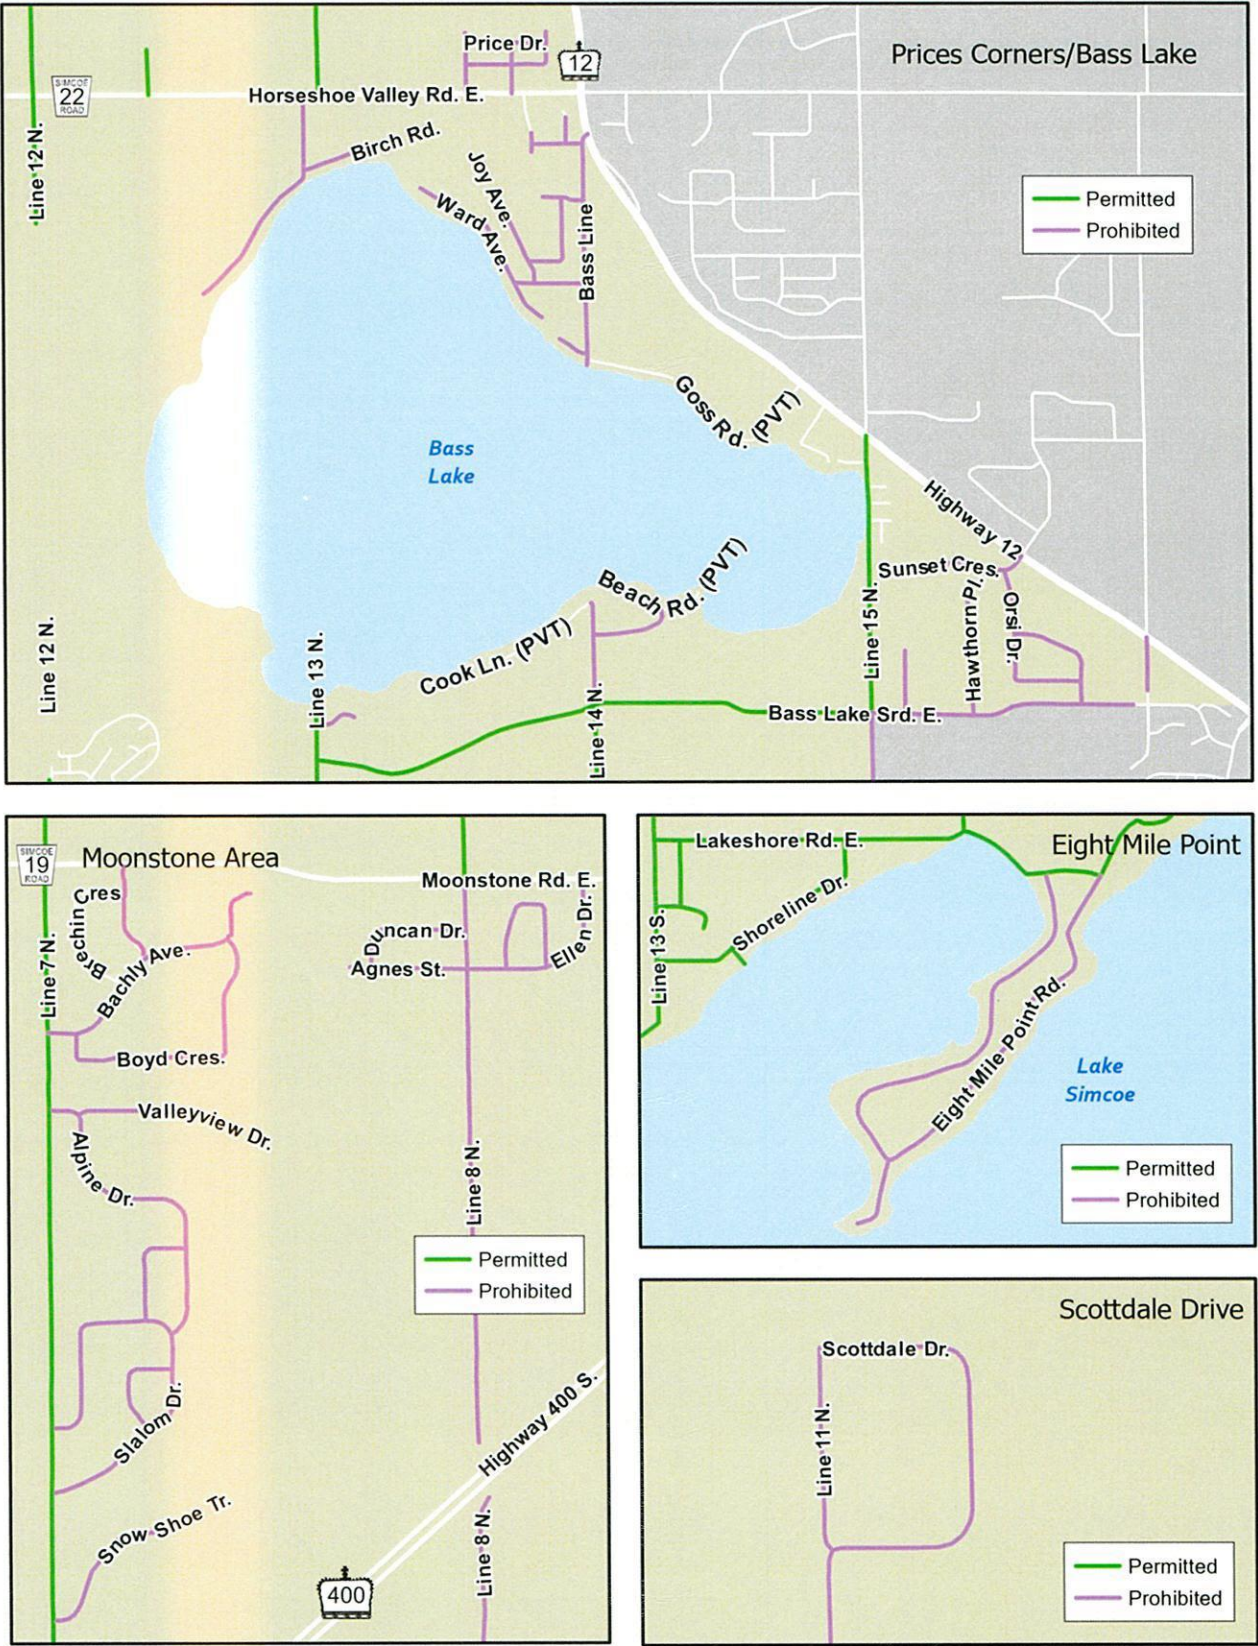 Prices Corners/Bass Lake
Price Dr.
12
SIMCOE
22
ROAD
Horseshoe Valley Rd. E.
Line 12 N.
Birch Rd.
Joy Ave.
Ward Ave.
Bass Line
Permitted
Prohibited
Goss Rd. (PVT)
Bass
Lake
Highway 12
Beach Rd. (PVT)
Sunset Cres.
Hawthorn Pl.
Orsi Dr.
Line 15 N.
Cook Ln. (PVT)
Line 12 N.
Line 13 N.
Line 14 N.
Bass Lake Srd. E.
SIMCOE
19
ROAD
Moonstone Area
Moonstone Rd. E.
Brechin Cres
Line 7 N.
Bachly Ave.
Duncan Dr.
Agnes St.
Ellen Dr.
Boyd Cres.
Valleyview Dr.
Alpine Dr.
Line 8 N.
Permitted
Prohibited
Slalom Dr.
Highway 400 S.
Snow Shoe Tr.
Line 8 N.
400
Eight Mile Point
Lakeshore Rd. E.
Shoreline Dr.
Line 13 S.
Eight Mile Point Rd.
Lake
Simcoe
Permitted
Prohibited
Scottdale Drive
Scottdale Dr.
Line 11 N.
Permitted
Prohibited